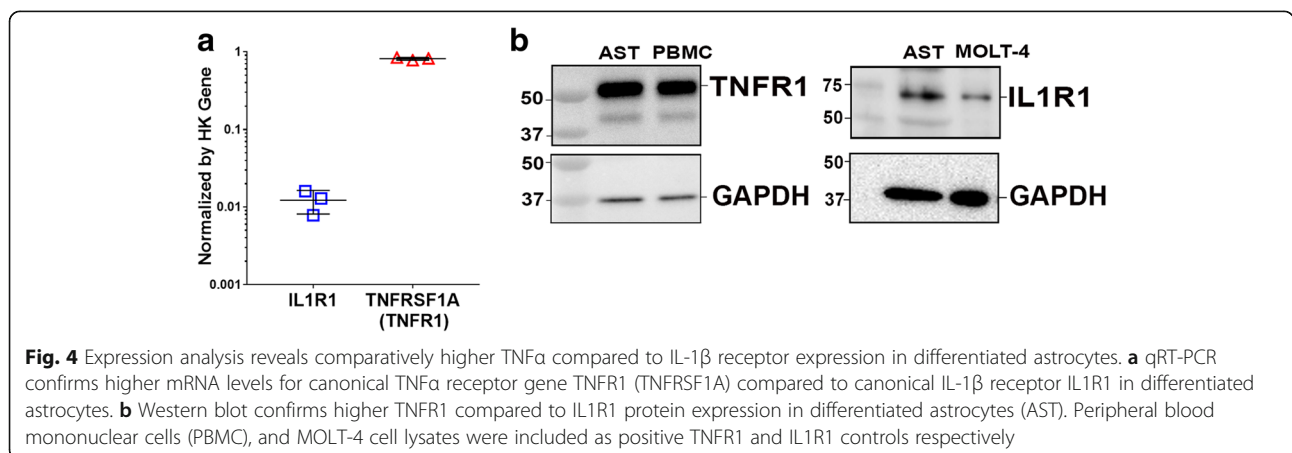 a
Normalized by HK Gene
1
0.1
0.01
0.001
IL1R1
TNFRSF1A
(TNFR1)
b
AST PBMC
50
37
TNFR1
50
37
GAPDH
AST MOLT-4
75
50
IL1R1
50
37
GAPDH
Fig. 4 Expression analysis reveals comparatively higher TNFα compared to IL-1β receptor expression in differentiated astrocytes. a qRT-PCR
confirms higher mRNA levels for canonical TNFα receptor gene TNFR1 (TNFRSF1A) compared to canonical IL-1β receptor IL1R1 in differentiated
astrocytes. b Western blot confirms higher TNFR1 compared to IL1R1 protein expression in differentiated astrocytes (AST). Peripheral blood
mononuclear cells (PBMC), and MOLT-4 cell lysates were included as positive TNFR1 and IL1R1 controls respectively